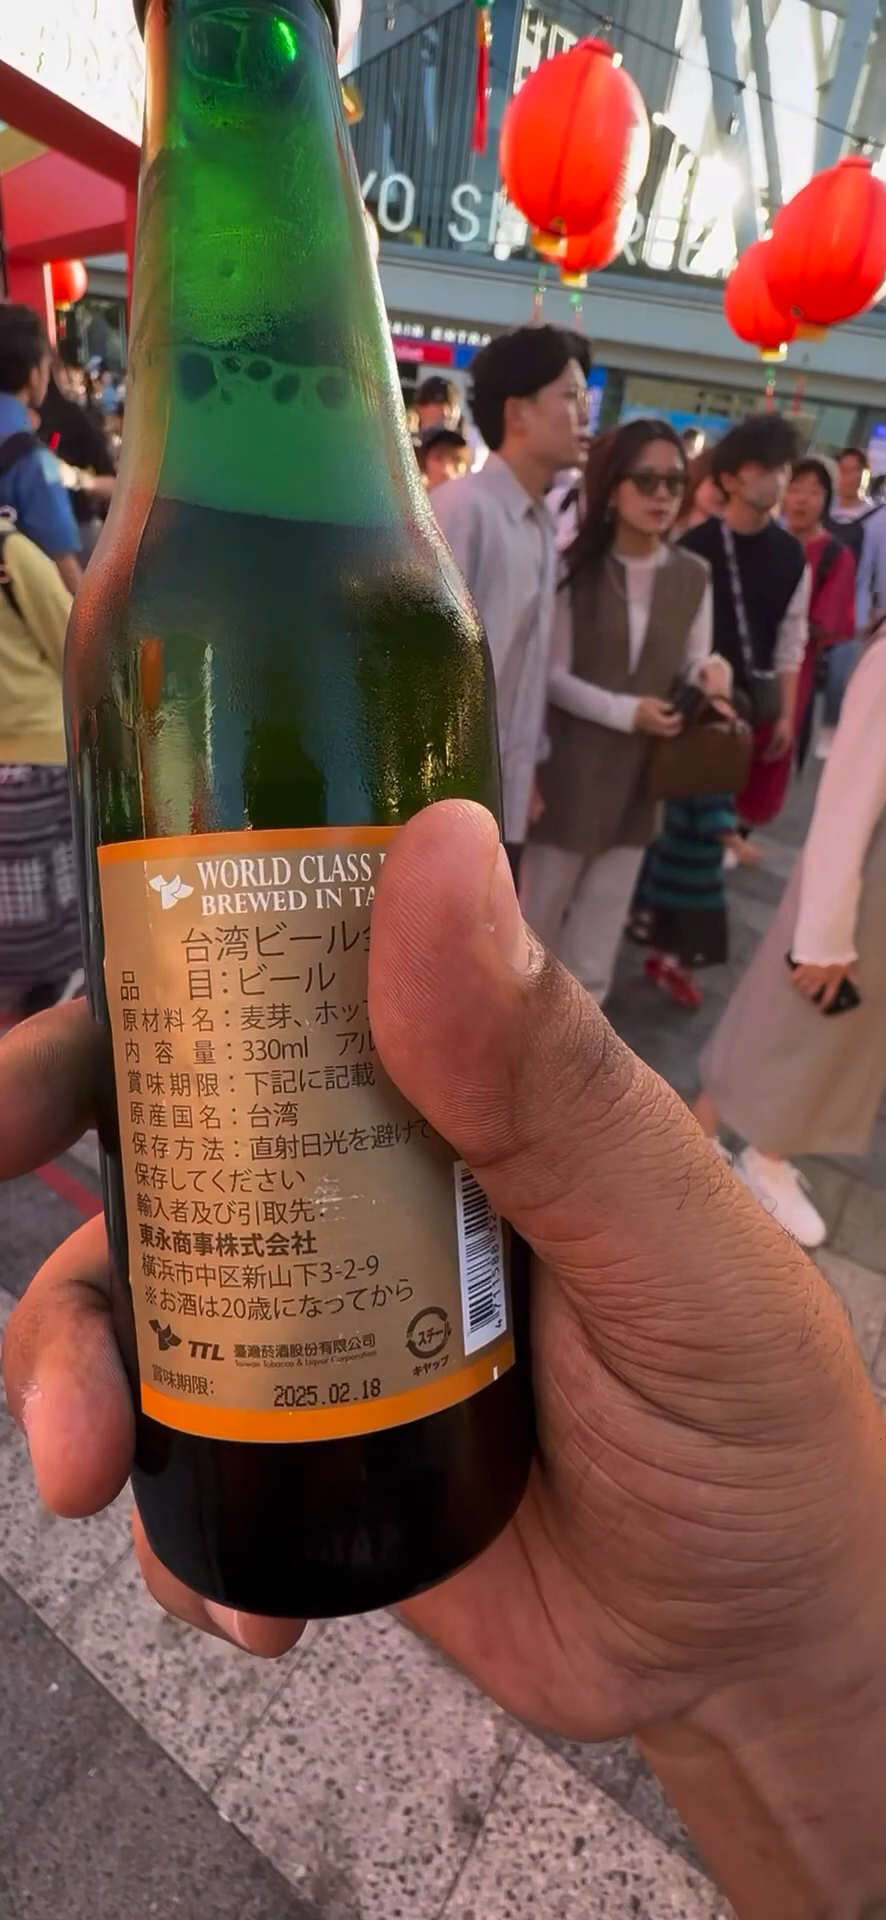 YO S
REE
WORLD CLASS
BREWED IN TA
台湾ビール
品 目:ビール
原材料名:麦芽、ホッ
内容量:330ml アル
賞味期限:下記に記載
原産国名:台湾
保存方法:直射日光を避けて
保存してください
輸入者及び引取先:
東永商事株式会社
横浜市中区新山下3-2-9
※お酒は20歳になってから
TTL 臺灣菸酒股份有限公司
Taiwan Tobacco & Liquor Corporation
スチール
キャップ
賞味期限: 2025.02.18